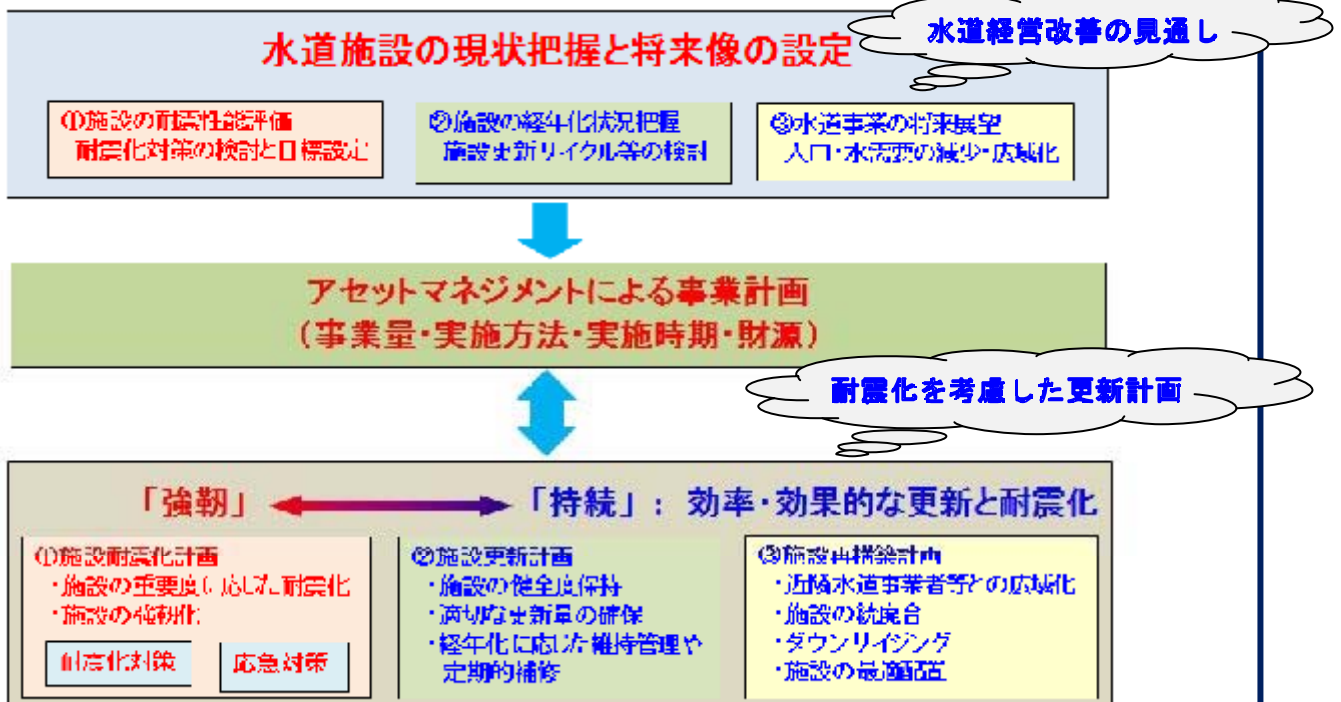 水道経営改善の見通し
水道施設の現状把握と将来像の設定
①施設の耐震性能評価
耐震化対策の検討と目標設定
②施設の経年化状況把握
施設更新リイクル等の検討
③水道事業の将来展望
人口・水需要の減少・広域化
アセットマネジメントによる事業計画
（事業量・実施方法・実施時期・財源）
耐震化を考慮した更新計画
「強靭」 「持続」： 効率・効果的な更新と耐震化
①施設耐震化計画
・施設の重要度に応じた耐震化
・施設の強靭化
耐震化対策
応急対策
②施設更新計画
・施設の健全度保持
・適切な更新量の確保
・経年化に応じた維持管理や
定期的補修
③施設再構築計画
・近隣水道事業者等との広域化
・施設の統廃合
・ダウンサイジング
・施設の最適配置